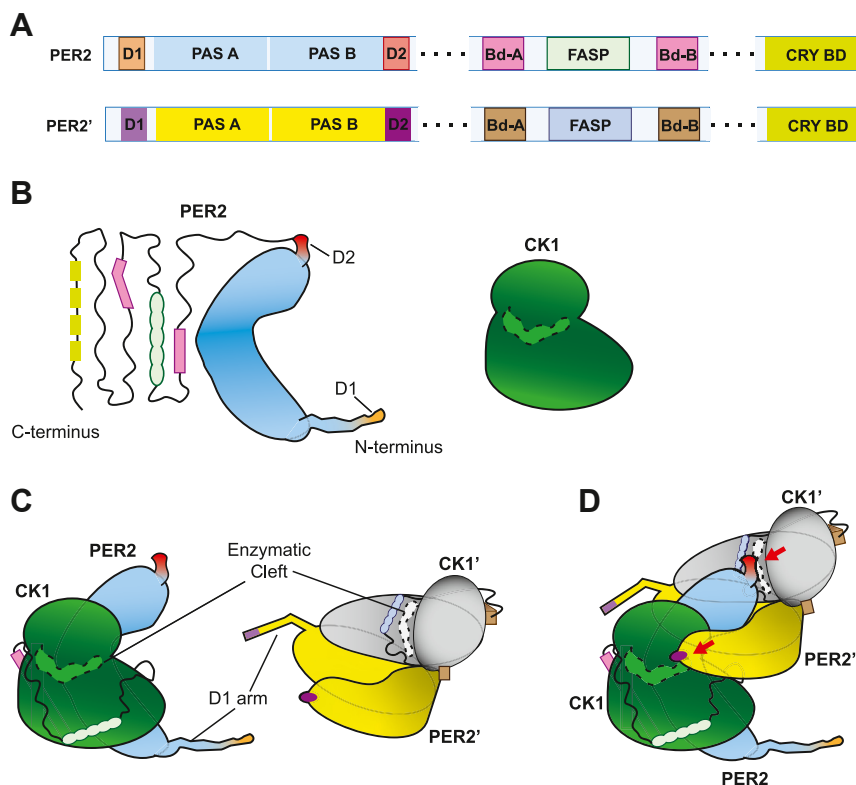 A
PER2 D1 PAS A PAS B D2 Bd-A FASP Bd-B CRY BD
PER2’ D1 PAS A PAS B D2 Bd-A FASP Bd-B CRY BD
B
PER2
D2
CK1
D1
C-terminus
N-terminus
C
D
PER2
Enzymatic
Cleft
CK1
CK1’
D1 arm
PER2’
CK1’
PER2’
CK1
PER2